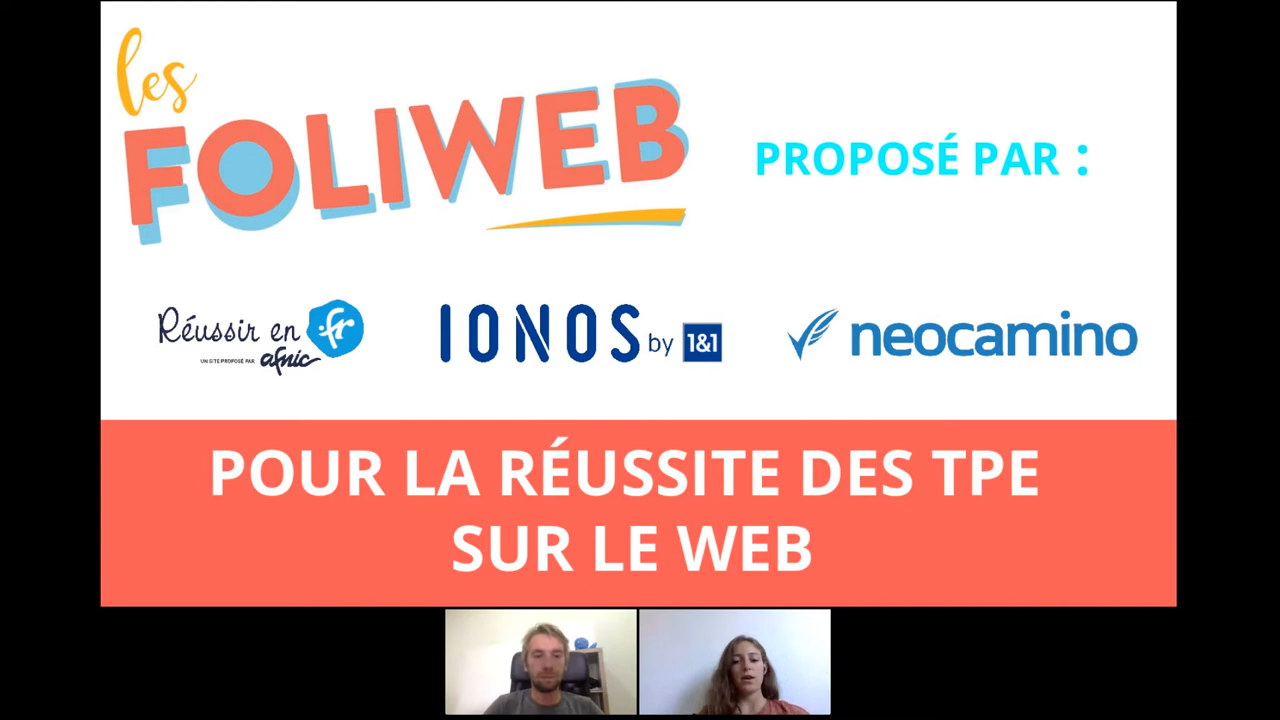 les
FOLIWEB
PROPOSÉ PAR :
Réussir en .fr
UN SITE PROPOSÉ PAR afnic
IONOS by 1&1
neocamino
POUR LA RÉUSSITE DES TPE
SUR LE WEB